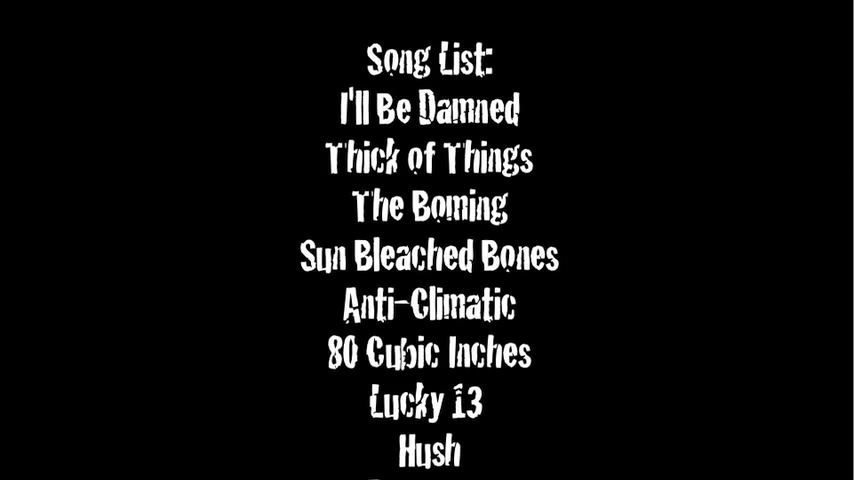 Song List:
I'll Be Damned
Thick of Things
The Boming
Sun Bleached Bones
Anti-Climatic
80 Cubic Inches
Lucky 13
Hush